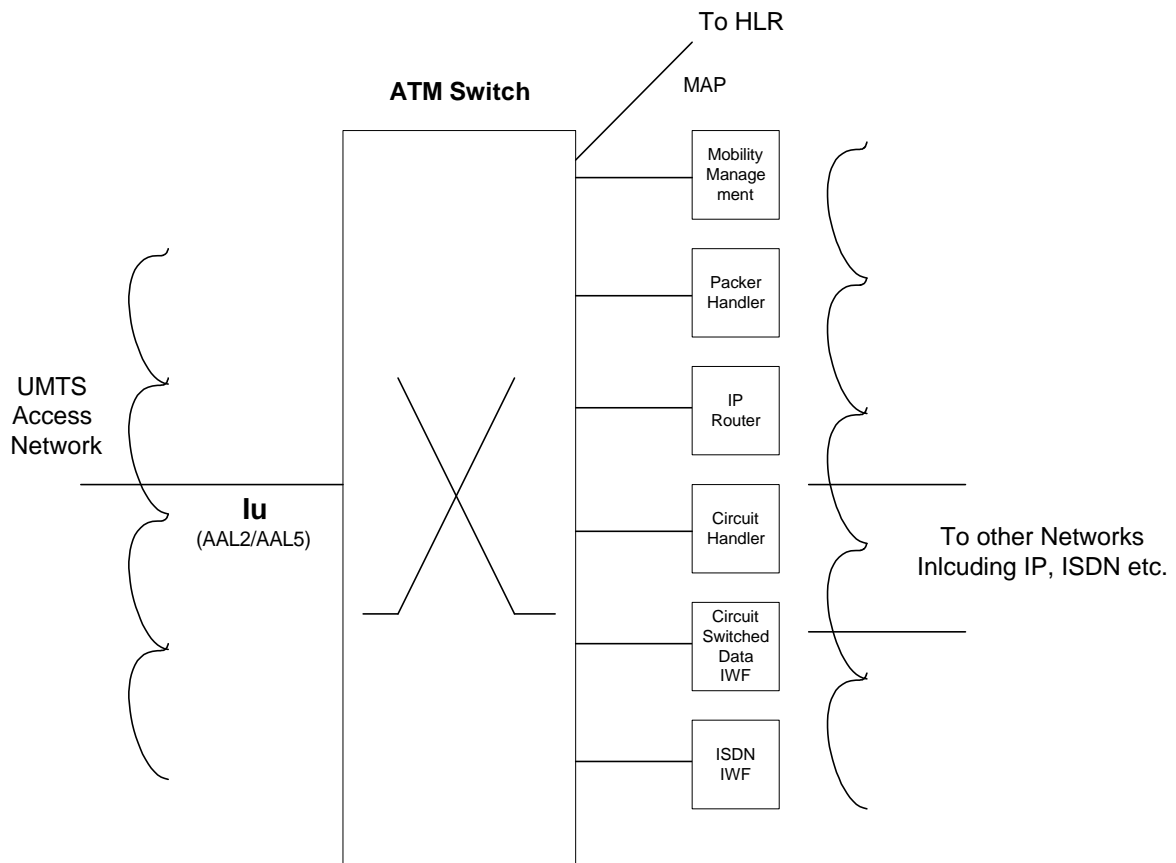 To HLR
MAP
ATM Switch
Mobility
Manage
ment
Packer
Handler
UMTS
Access
Network
IP
Router
Iu
(AAL2/AAL5)
Circuit
Handler
To other Networks
Inlcuding IP, ISDN etc.
Circuit
Switched
Data
IWF
ISDN
IWF